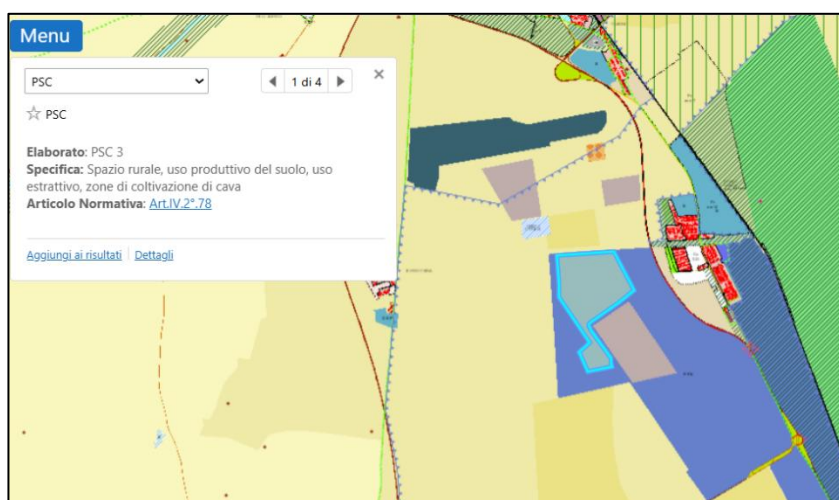 Menu
PSC
1 di 4
PSC
Elaborato: PSC 3
Specifica: Spazio rurale, uso produttivo del suolo, uso
estrattivo, zone di coltivazione di cava
Articolo Normativa: Art.IV.2°.78
Aggiungi ai risultati
Dettagli